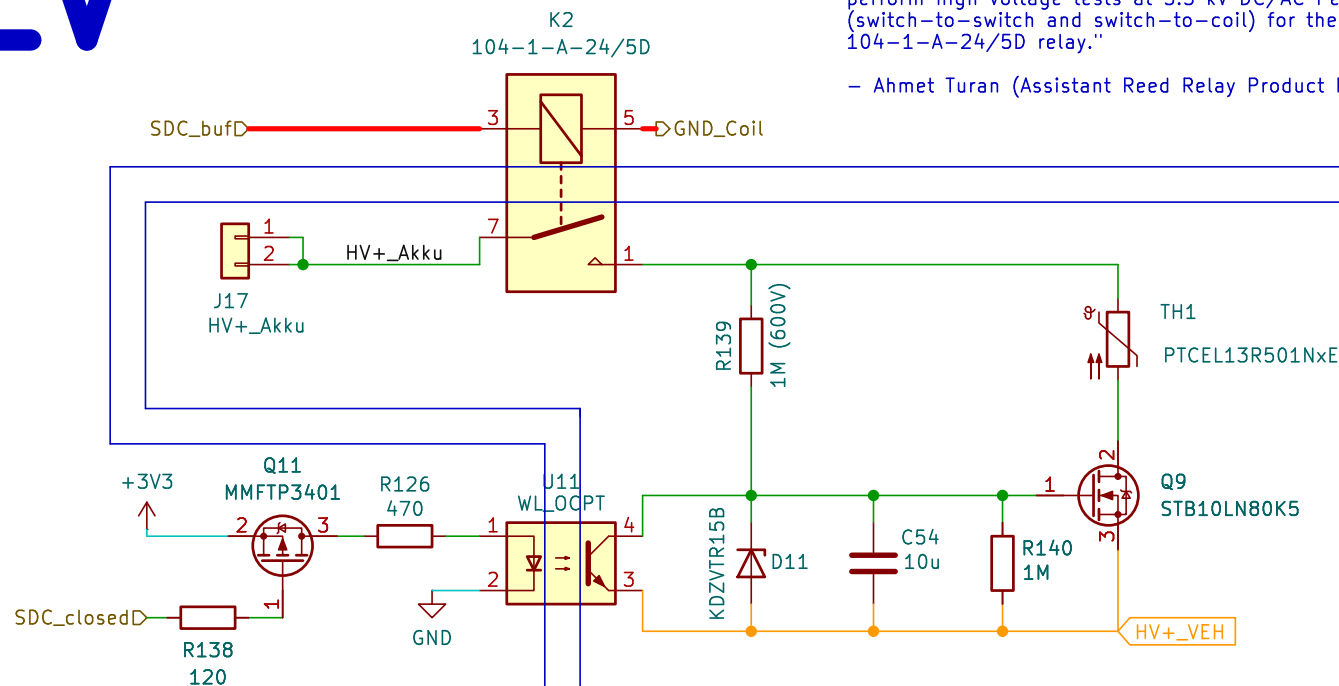 (switch-to-switch and switch-to-coil) for the
104-1-A-24/5D relay."
- Ahmet Turan (Assistant Reed Relay Product
K2
104-1-A-24/5D
SDC_buf
3
5
GND_Coil
7
1
1
2
HV+_Akku
J17
HV+_Akku
R139
1M (600V)
ϑ
TH1
PTCEL13R501NxE
+3V3
Q11
MMFTP3401
2
3
1
R126
470
U11
WL_OCPT
1
2
4
3
GND
SDC_closed
R138
120
KDZVTR15B
D11
C54
10u
R140
1M
1
2
3
Q9
STB10LN80K5
HV+_VEH